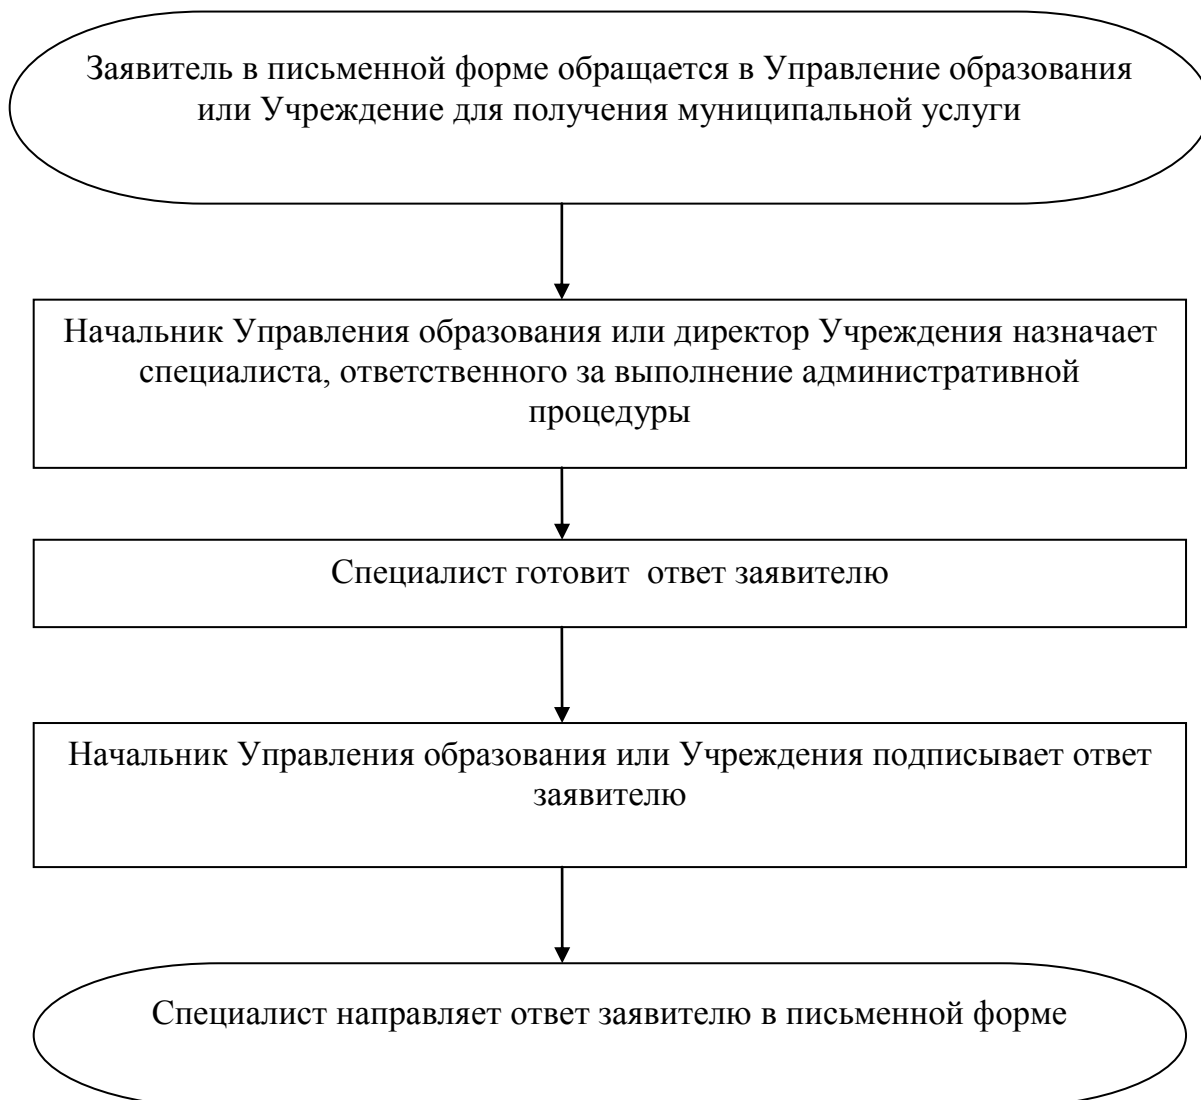 Заявитель в письменной форме обращается в Управление образования
или Учреждение для получения муниципальной услуги
Начальник Управления образования или директор Учреждения назначает
специалиста, ответственного за выполнение административной
процедуры
Специалист готовит  ответ заявителю
Начальник Управления образования или Учреждения подписывает ответ
заявителю
Специалист направляет ответ заявителю в письменной форме